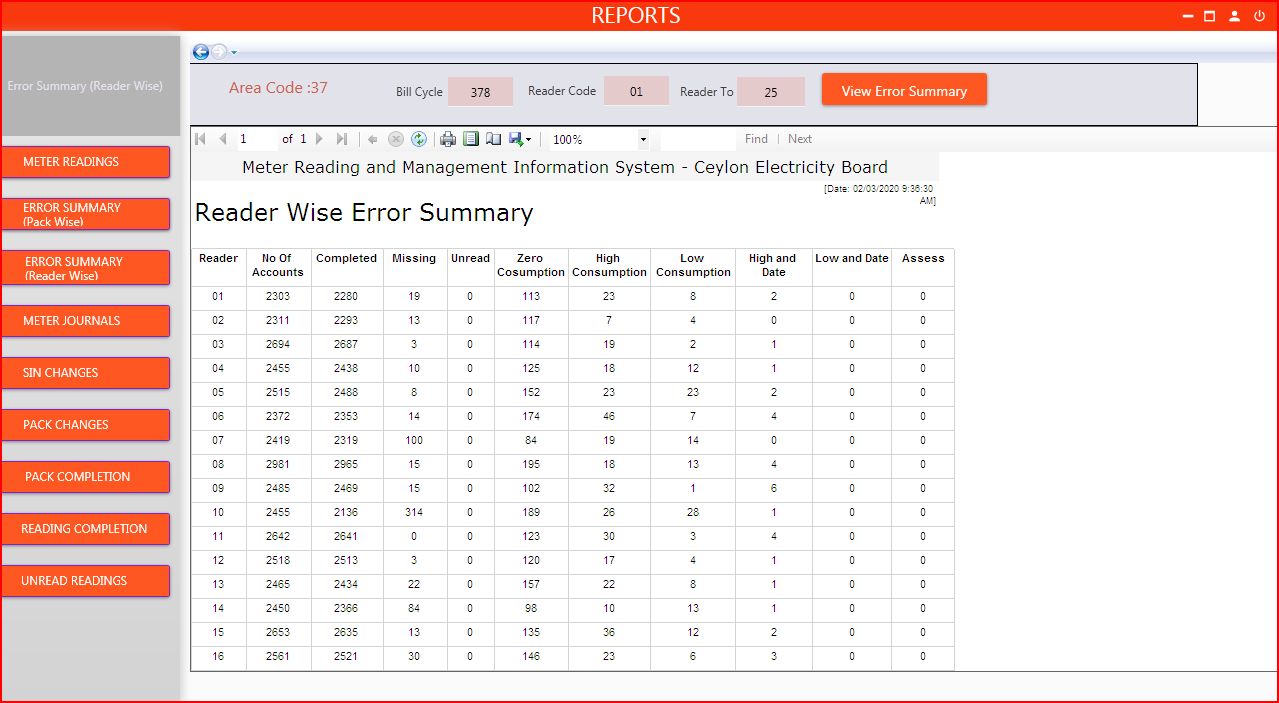 REPORTS
Error Summary (Reader Wise)
Area Code :37
Bill Cycle 378 Reader Code 01 Reader To 25 View Error Summary
1 of 1 100% Find | Next
METER READINGS
ERROR SUMMARY
(Pack Wise)
ERROR SUMMARY
(Reader Wise)
METER JOURNALS
SIN CHANGES
PACK CHANGES
PACK COMPLETION
READING COMPLETION
UNREAD READINGS
Meter Reading and Management Information System - Ceylon Electricity Board
[Date: 02/03/2020 9:36:30
AM]
Reader Wise Error Summary
Reader No Of Completed Missing Unread Zero High Low High and Low and Date Assess
Accounts Cosumption Consumption Consumption Date
01 2303 2280 19 0 113 23 8 2 0 0
02 2311 2293 13 0 117 7 4 0 0 0
03 2694 2687 3 0 114 19 2 1 0 0
04 2455 2438 10 0 125 18 12 1 0 0
05 2515 2488 8 0 152 23 23 2 0 0
06 2372 2353 14 0 174 46 7 4 0 0
07 2419 2319 100 0 84 19 14 0 0 0
08 2981 2965 15 0 195 18 13 4 0 0
09 2485 2469 15 0 102 32 1 6 0 0
10 2455 2136 314 0 189 26 28 1 0 0
11 2642 2641 0 0 123 30 3 4 0 0
12 2518 2513 3 0 120 17 4 1 0 0
13 2465 2434 22 0 157 22 8 1 0 0
14 2450 2366 84 0 98 10 13 1 0 0
15 2653 2635 13 0 135 36 12 2 0 0
16 2561 2521 30 0 146 23 6 3 0 0